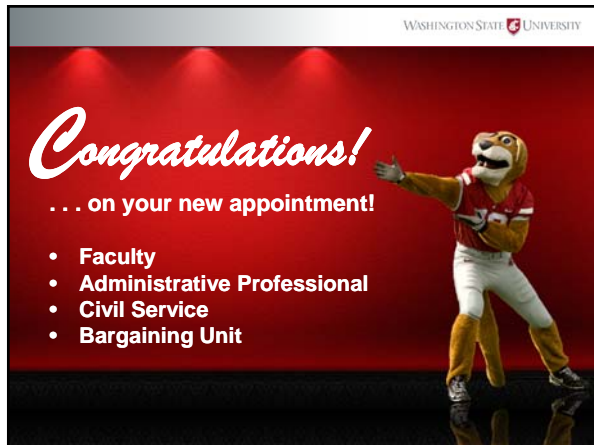 WASHINGTON STATE UNIVERSITY
Congratulations!
. . . on your new appointment!
• Faculty
• Administrative Professional
• Civil Service
• Bargaining Unit